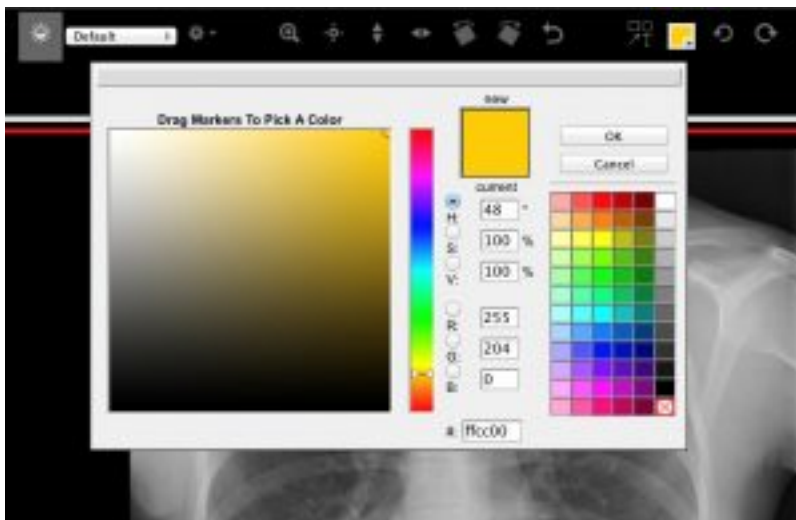 Default
new
Drag Markers To Pick A Color
OK
Cancel
current
H: 48 °
S: 100 %
V: 100 %
R: 255
G: 204
B: 0
#: ffcc00